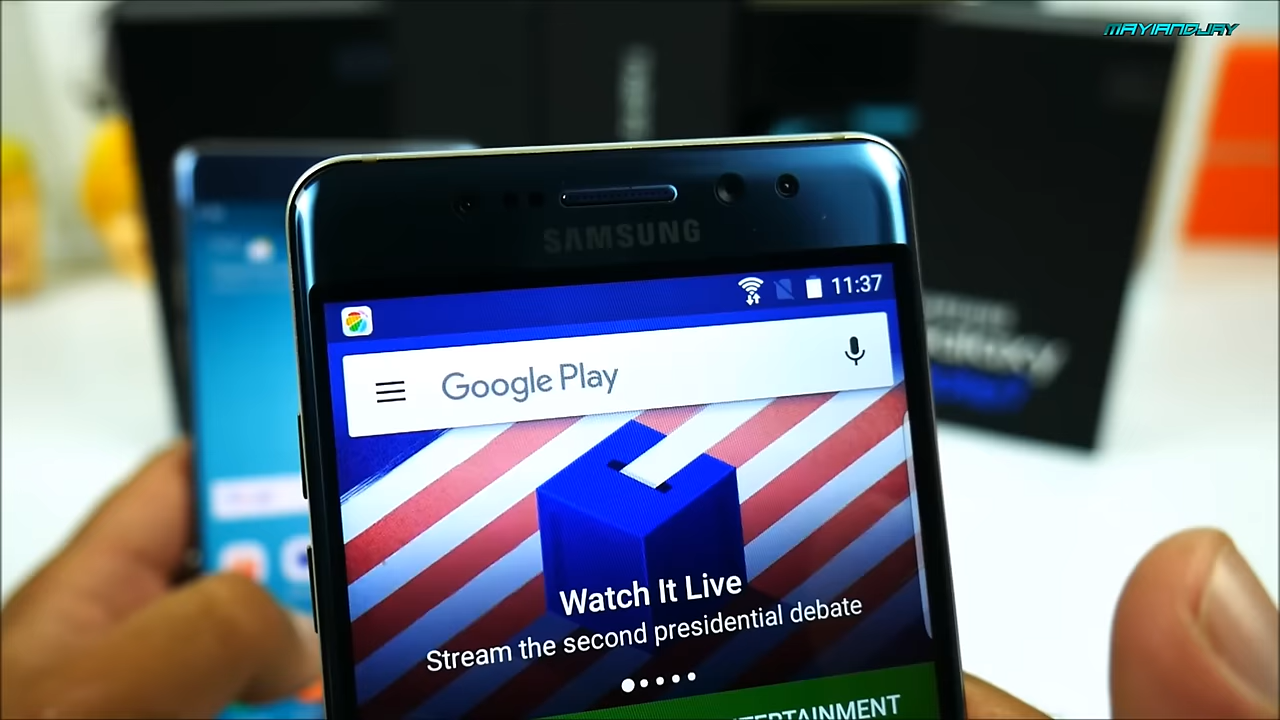 MAYIANDJAY
SAMSUNG
11:37
Google Play
Watch It Live
Stream the second presidential debate